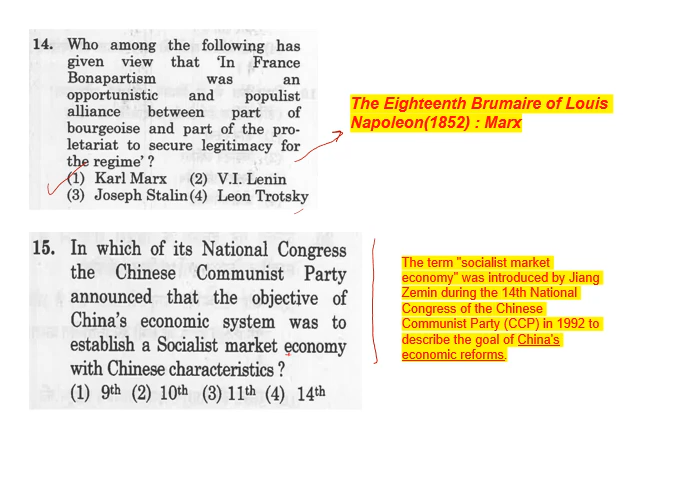 14. Who among the following has
given view that 'In France
Bonapartism was an
opportunistic and populist
alliance between part of
bourgeoise and part of the pro-
letariat to secure legitimacy for
the regime' ?
(1) Karl Marx (2) V.I. Lenin
(3) Joseph Stalin (4) Leon Trotsky
The Eighteenth Brumaire of Louis
Napoleon(1852) : Marx
15. In which of its National Congress
the Chinese Communist Party
announced that the objective of
China's economic system was to
establish a Socialist market economy
with Chinese characteristics ?
(1) 9th (2) 10th (3) 11th (4) 14th
The term "socialist market
economy" was introduced by Jiang
Zemin during the 14th National
Congress of the Chinese
Communist Party (CCP) in 1992 to
describe the goal of China's
economic reforms.